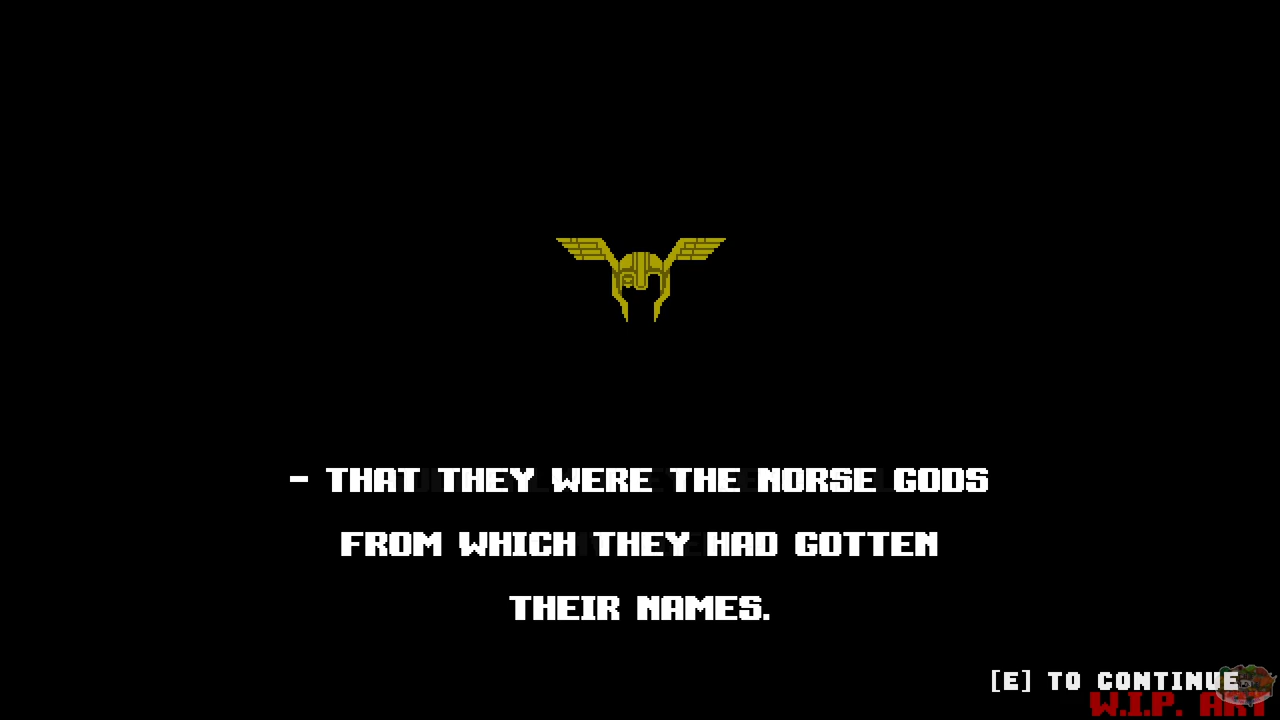 - THAT THEY WERE THE NORSE GODS
FROM WHICH THEY HAD GOTTEN
THEIR NAMES.
[E] TO CONTINUE
W.I.P. ART